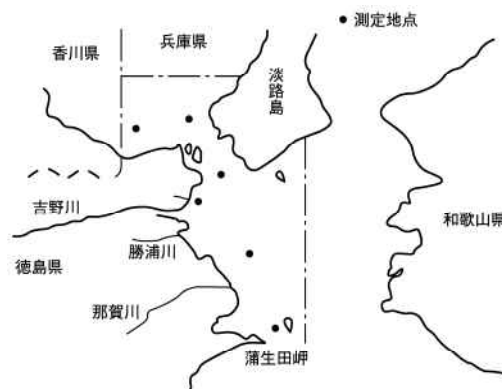 ● 測定地点
兵庫県
香川県
淡路島
吉野川
和歌山県
勝浦川
徳島県
那賀川
蒲生田岬